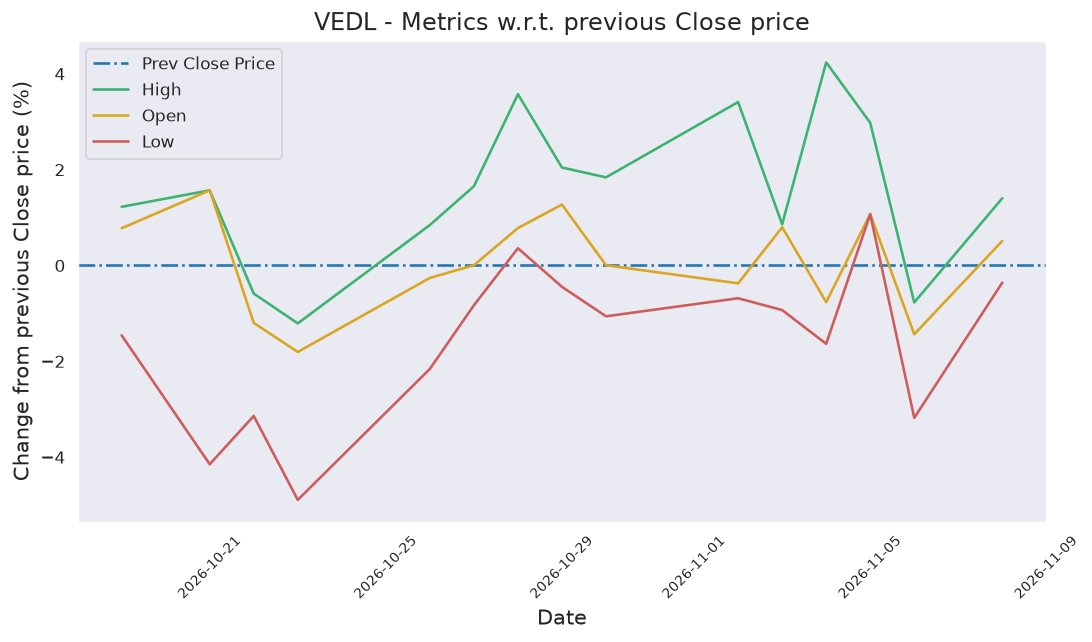 VEDL - Metrics w.r.t. previous Close price
Prev Close Price
High
Open
Low
Change from previous Close price (%)
4
2
0
−2
−4
2026-10-21
2026-10-25
2026-10-29
2026-11-01
2026-11-05
2026-11-09
Date